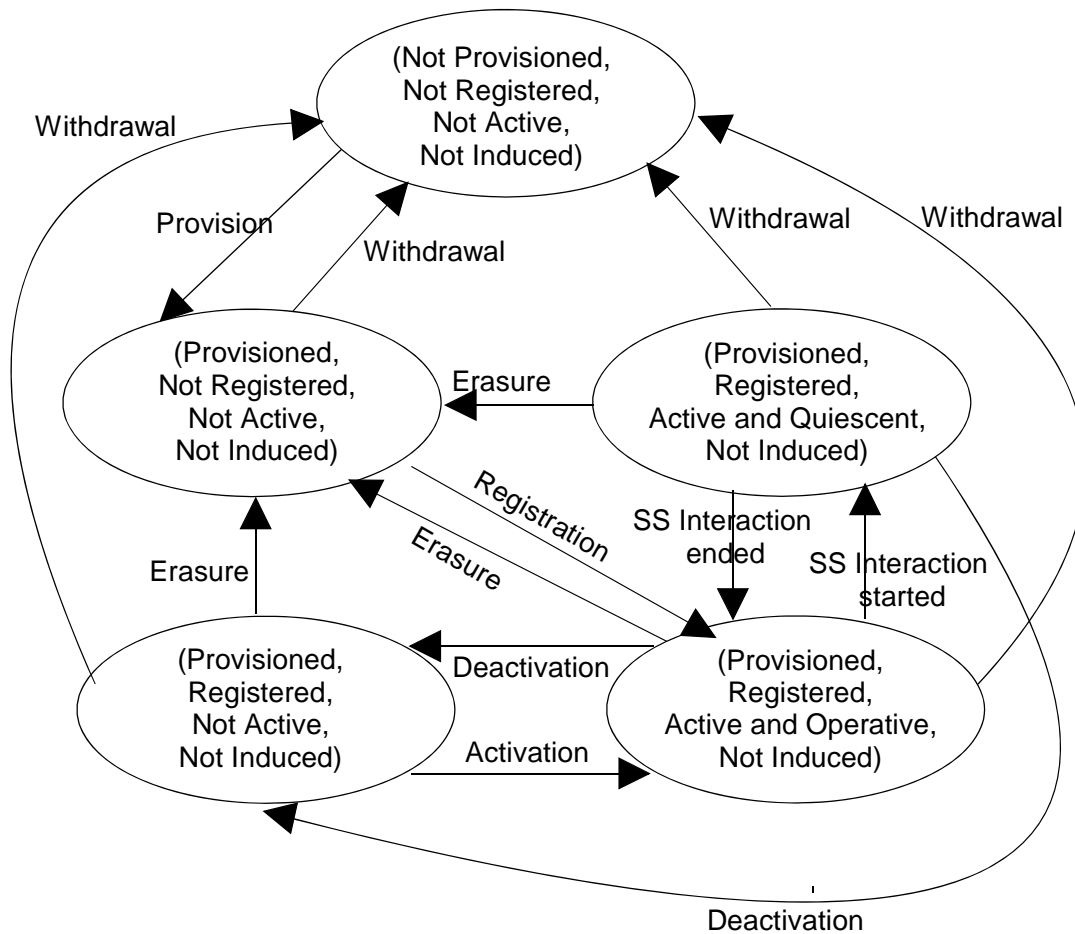 (Not Provisioned,
Not Registered,
Not Active,
Not Induced)
Withdrawal
Provision
Withdrawal
Withdrawal
Withdrawal
(Provisioned,
Not Registered,
Not Active,
Not Induced)
Erasure
(Provisioned,
Registered,
Active and Quiescent,
Not Induced)
Registration
Erasure
SS Interaction
ended
SS Interaction
started
Erasure
(Provisioned,
Registered,
Not Active,
Not Induced)
Deactivation
Activation
(Provisioned,
Registered,
Active and Operative,
Not Induced)
Deactivation